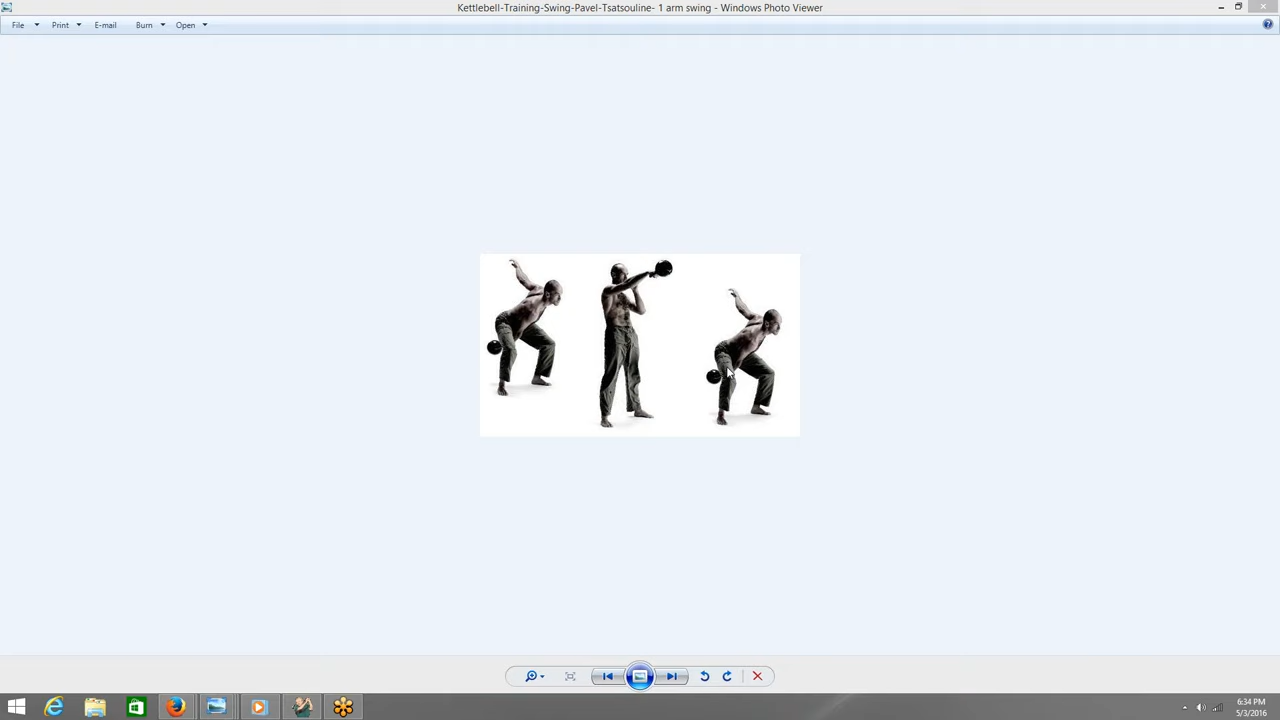 Kettlebell-Training-Swing-Pavel-Tsatsouline- 1 arm swing - Windows Photo Viewer
File Print E-mail Burn Open
6:34 PM
5/3/2016